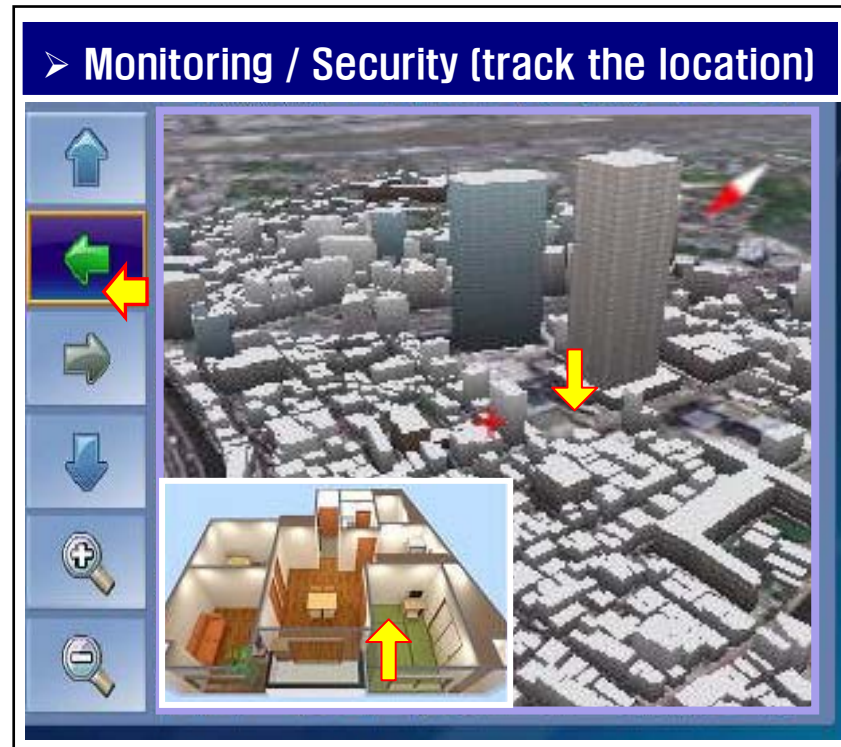 ➢ Monitoring / Security (track the location)